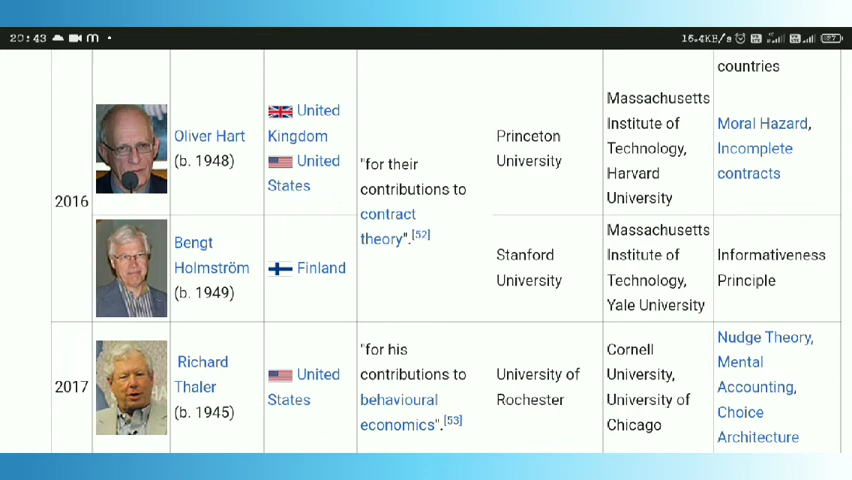 20:43
15.4KB/s
countries
2016
Oliver Hart
(b. 1948)
United
Kingdom
United
States
"for their
contributions to
contract
theory".[52]
Princeton
University
Massachusetts
Institute of
Technology,
Harvard
University
Moral Hazard,
Incomplete
contracts
Bengt
Holmström
(b. 1949)
Finland
Stanford
University
Massachusetts
Institute of
Technology,
Yale University
Informativeness
Principle
2017
Richard
Thaler
(b. 1945)
United
States
"for his
contributions to
behavioural
economics".[53]
University of
Rochester
Cornell
University,
University of
Chicago
Nudge Theory,
Mental
Accounting,
Choice
Architecture